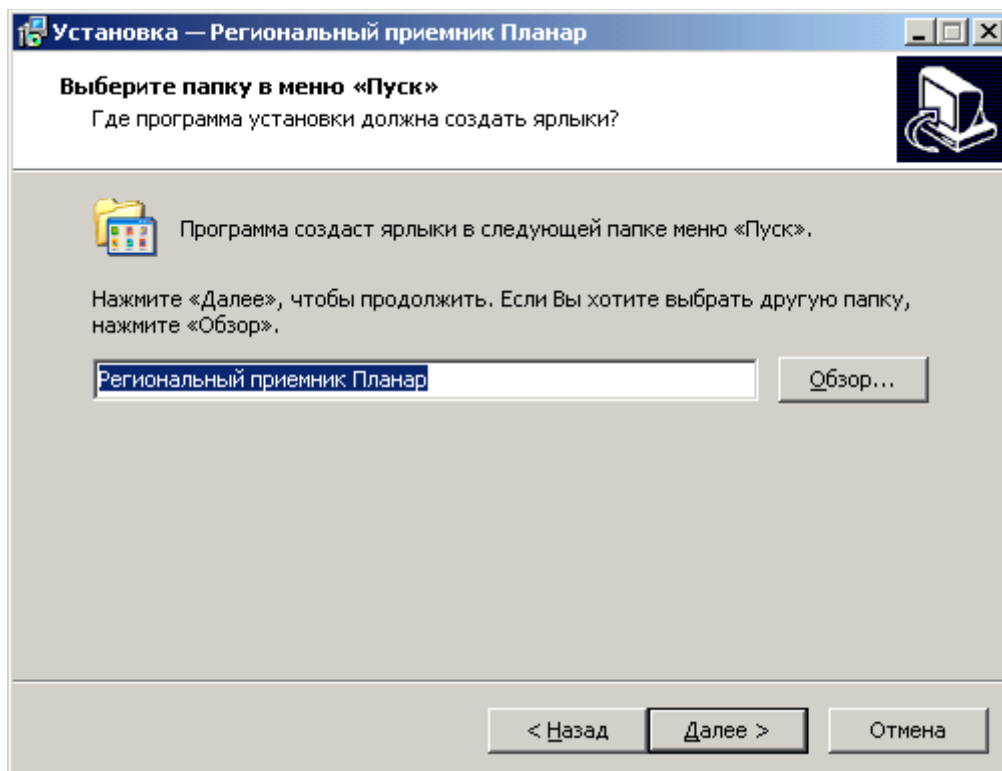 Установка — Региональный приемник Планар
Выберите папку в меню «Пуск»
Где программа установки должна создать ярлыки?
Программа создаст ярлыки в следующей папке меню «Пуск».
Нажмите «Далее», чтобы продолжить. Если Вы хотите выбрать другую папку,
нажмите «Обзор».
Региональный приемник Планар
Обзор...
< Назад
Далее >
Отмена